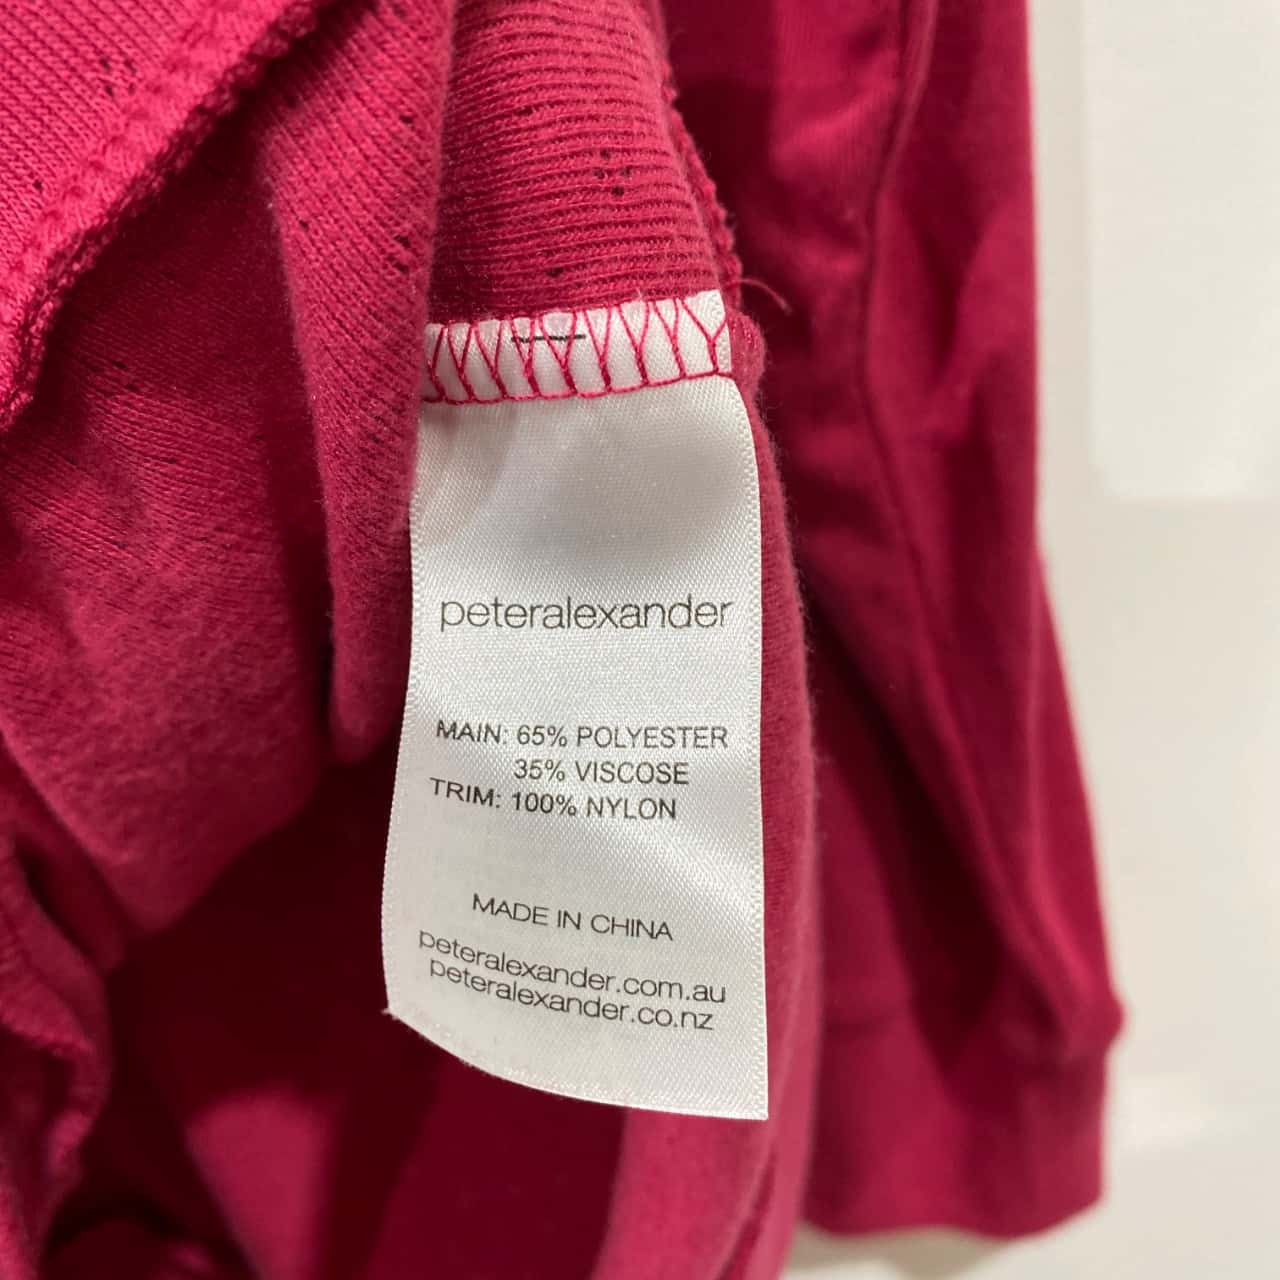 peteralexander
MAIN: 65% POLYESTER
35% VISCOSE
TRIM: 100% NYLON
MADE IN CHINA
peteralexander.com.au
peteralexander.co.nz